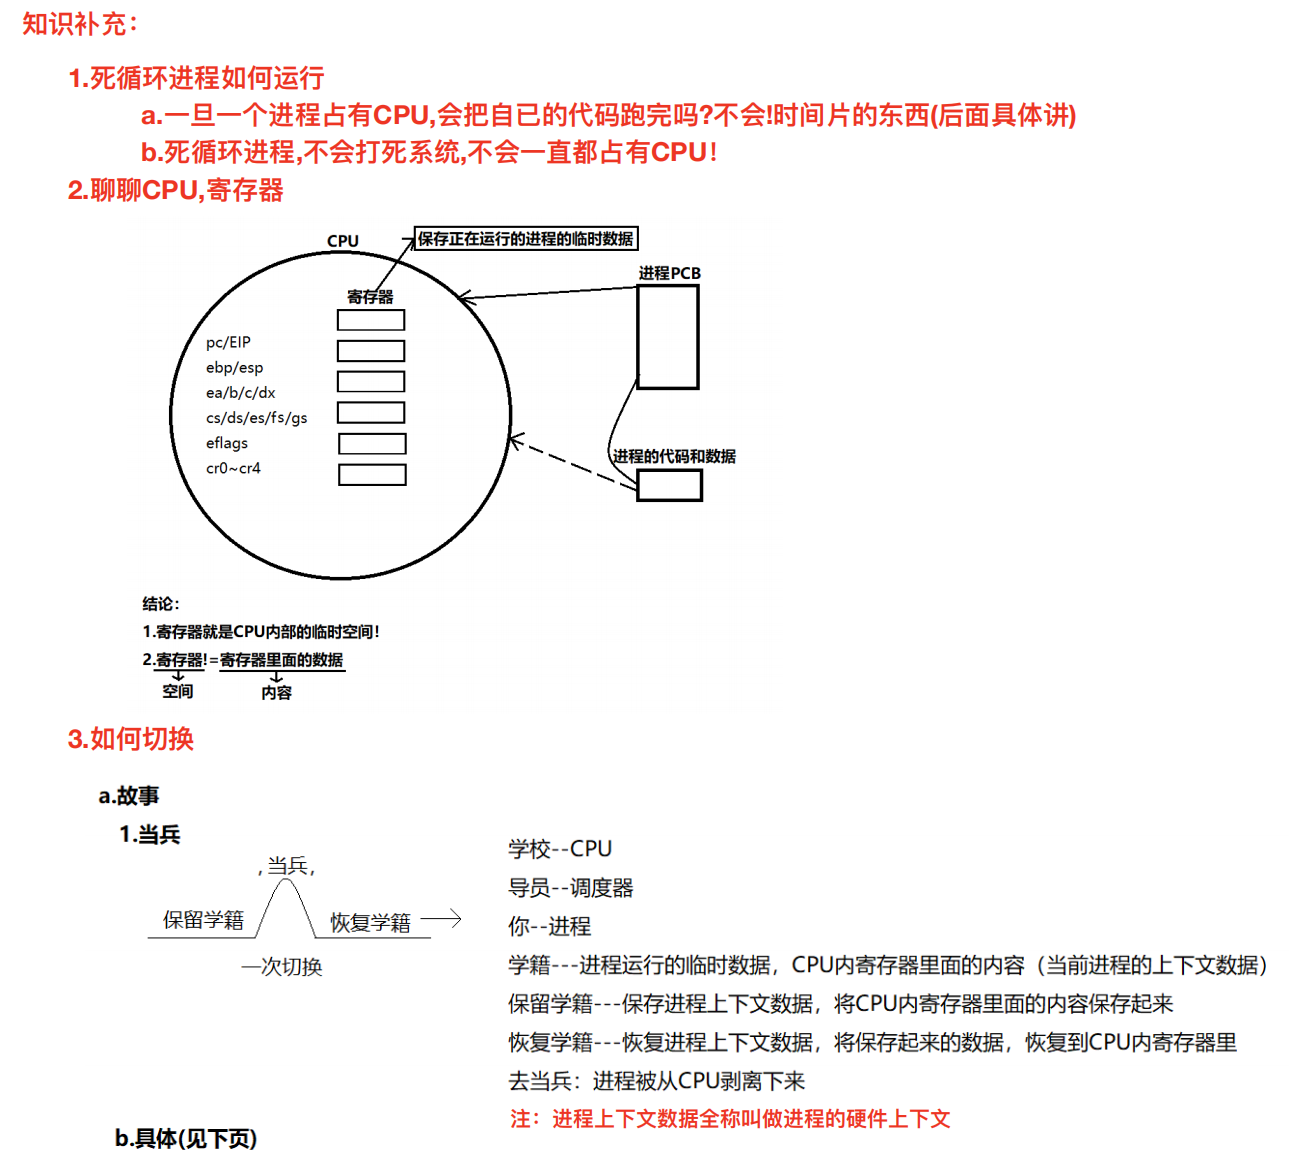 知识补充：
1.死循环进程如何运行
a.一旦一个进程占有CPU,会把自已的代码跑完吗?不会!时间片的东西(后面具体讲)
b.死循环进程,不会打死系统,不会一直都占有CPU！
2.聊聊CPU,寄存器
CPU
保存正在运行的进程的临时数据
进程PCB
寄存器
pc/EIP
ebp/esp
ea/b/c/dx
cs/ds/es/fs/gs
eflags
cr0~cr4
进程的代码和数据
结论：
1.寄存器就是CPU内部的临时空间！
2.寄存器!=寄存器里面的数据
空间
内容
3.如何切换
a.故事
1.当兵
,当兵,
保留学籍
恢复学籍
一次切换
学校--CPU
导员--调度器
你--进程
学籍---进程运行的临时数据，CPU内寄存器里面的内容（当前进程的上下文数据）
保留学籍---保存进程上下文数据，将CPU内寄存器里面的内容保存起来
恢复学籍---恢复进程上下文数据，将保存起来的数据，恢复到CPU内寄存器里
去当兵：进程被从CPU剥离下来
注：进程上下文数据全称叫做进程的硬件上下文
b.具体(见下页)